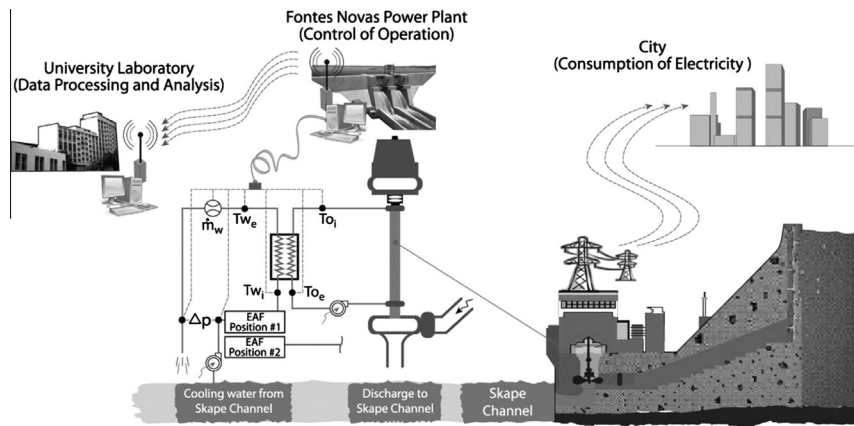 Fontes Novas Power Plant
(Control of Operation)
University Laboratory
(Data Processing and Analysis)
City
(Consumption of Electricity )
ṁw
Twe
Toi
Twi
Toe
Δp
EAF
Position #1
EAF
Position #2
Cooling water from
Skape Channel
Discharge to
Skape Channel
Skape
Channel